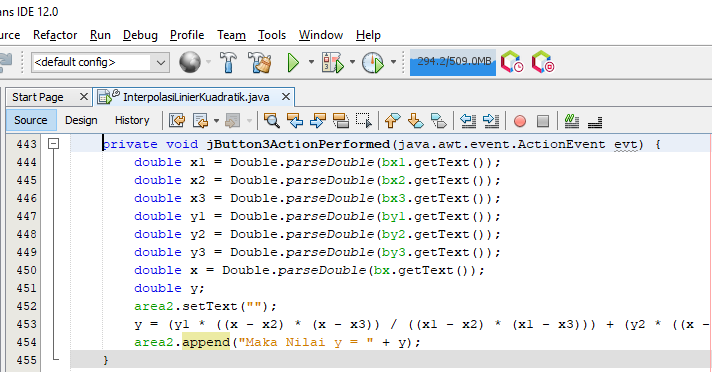 ns IDE 12.0
urce Refactor Run Debug Profile Team Tools Window Help
<default config> 294.2/509.0MB
Start Page InterpolasiLinierKuadratik.java
Source Design History
443 private void jButton3ActionPerformed(java.awt.event.ActionEvent evt) {
444 double x1 = Double.parseDouble(bx1.getText());
445 double x2 = Double.parseDouble(bx2.getText());
446 double x3 = Double.parseDouble(bx3.getText());
447 double y1 = Double.parseDouble(by1.getText());
448 double y2 = Double.parseDouble(by2.getText());
449 double y3 = Double.parseDouble(by3.getText());
450 double x = Double.parseDouble(bx.getText());
451 double y;
452 area2.setText("");
453 y = (y1 * ((x - x2) * (x - x3)) / ((x1 - x2) * (x1 - x3))) + (y2 * ((x -
454 area2.append("Maka Nilai y = " + y);
455 }